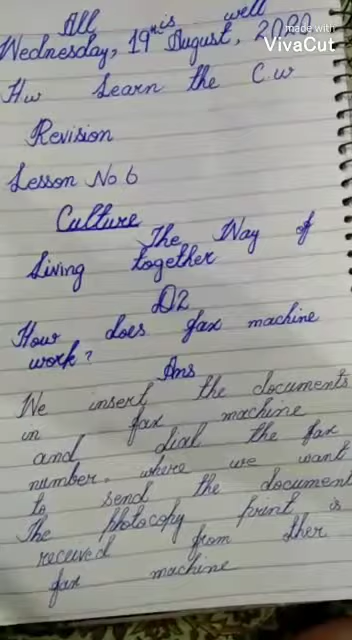 All is well
Wednesday, 19th August, 2020
made with
VivaCut
Hw Learn the C.w
Revision
Lesson No 6
Culture The Way of
Living together
Q2
How does fax machine
work?
Ans
We insert the documents
in fax machine
and dial the fax
number. where we want
to send the document
The photocopy print is
received from other
fax machine